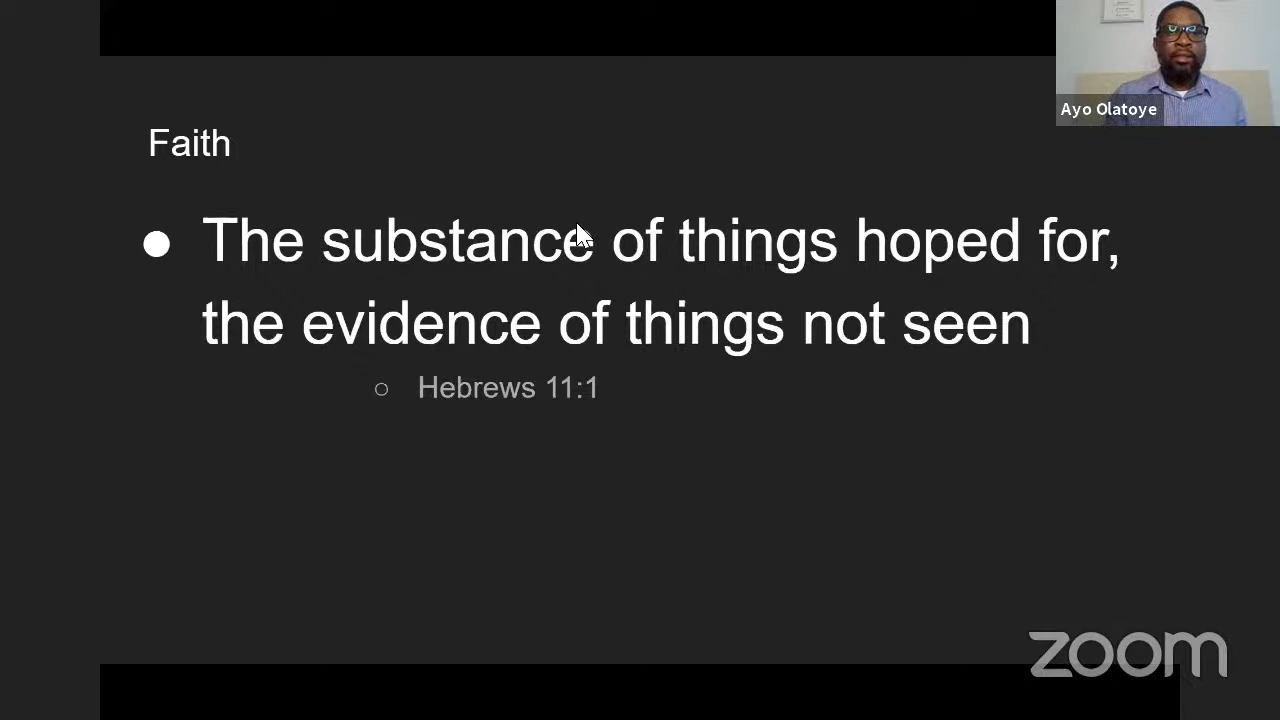 Ayo Olatoye
Faith
● The substance of things hoped for,
the evidence of things not seen
○ Hebrews 11:1
zoom